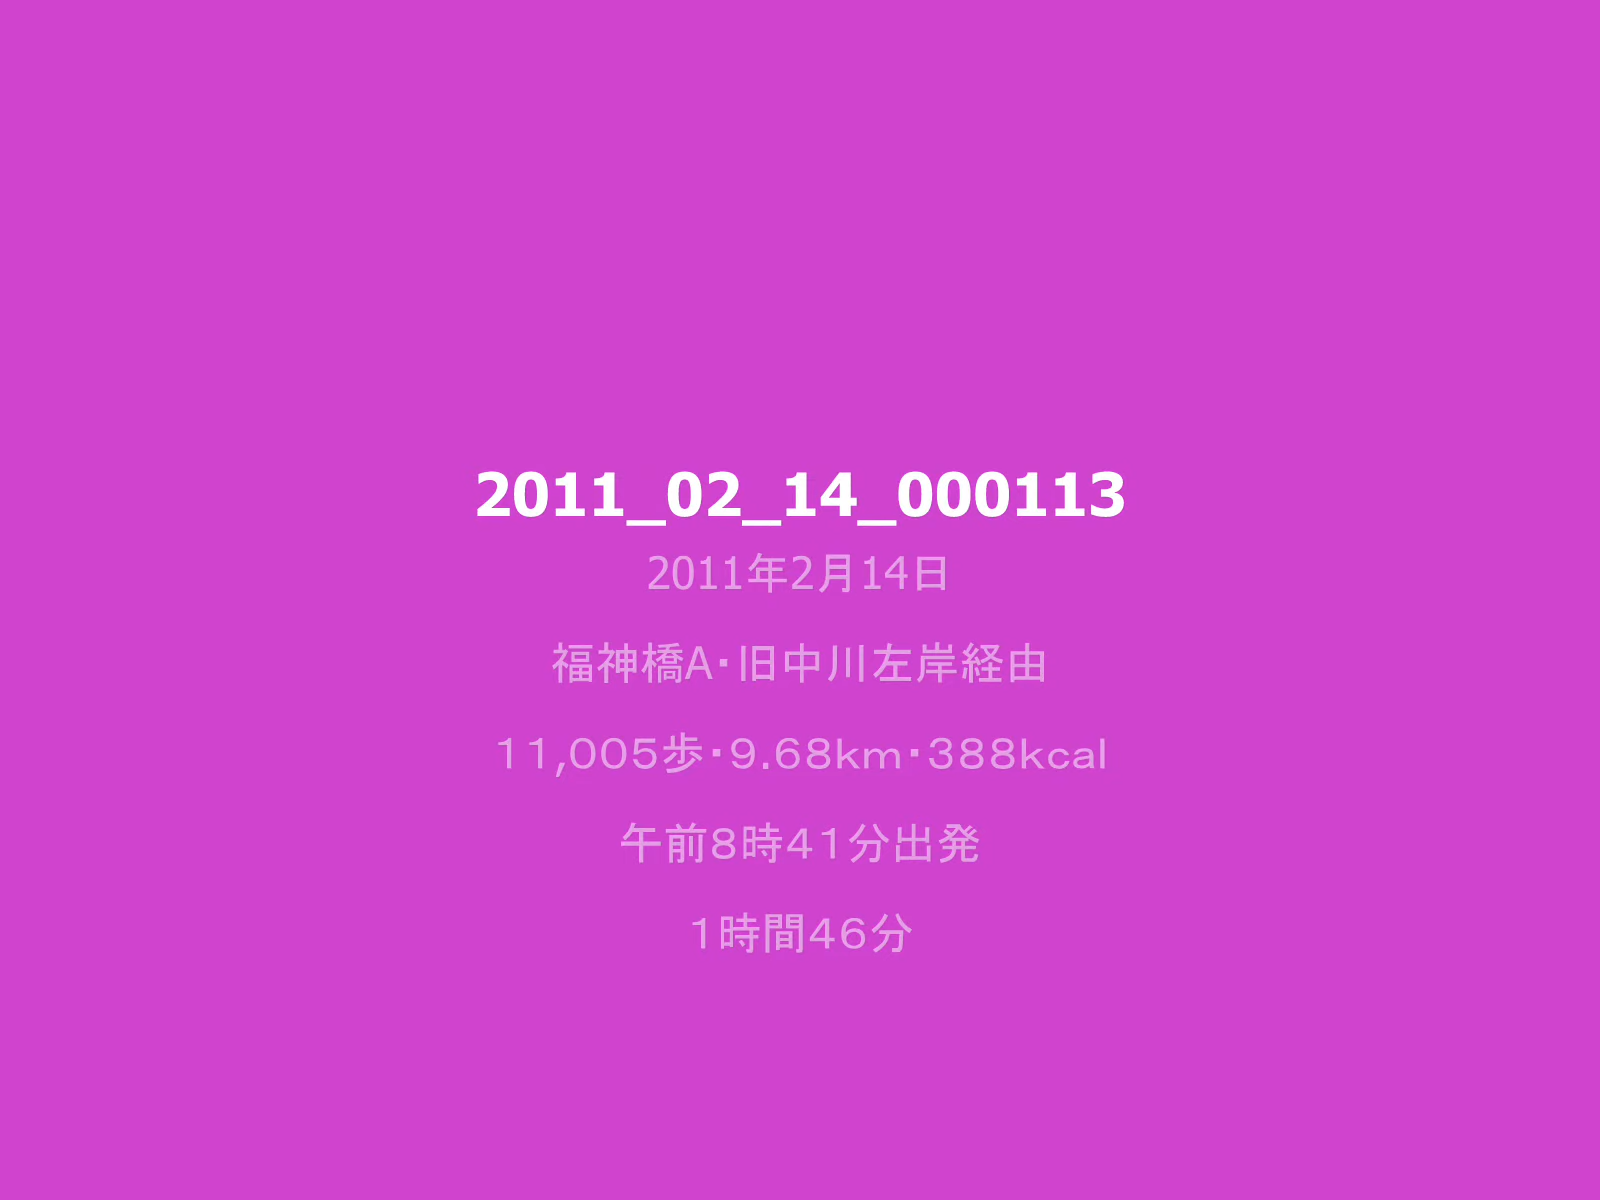 2011_02_14_000113
2011年2月14日
福神橋A・旧中川左岸経由
１１,００５歩・９.６８ｋｍ・３８８ｋｃａｌ
午前８時４１分出発
１時間４６分